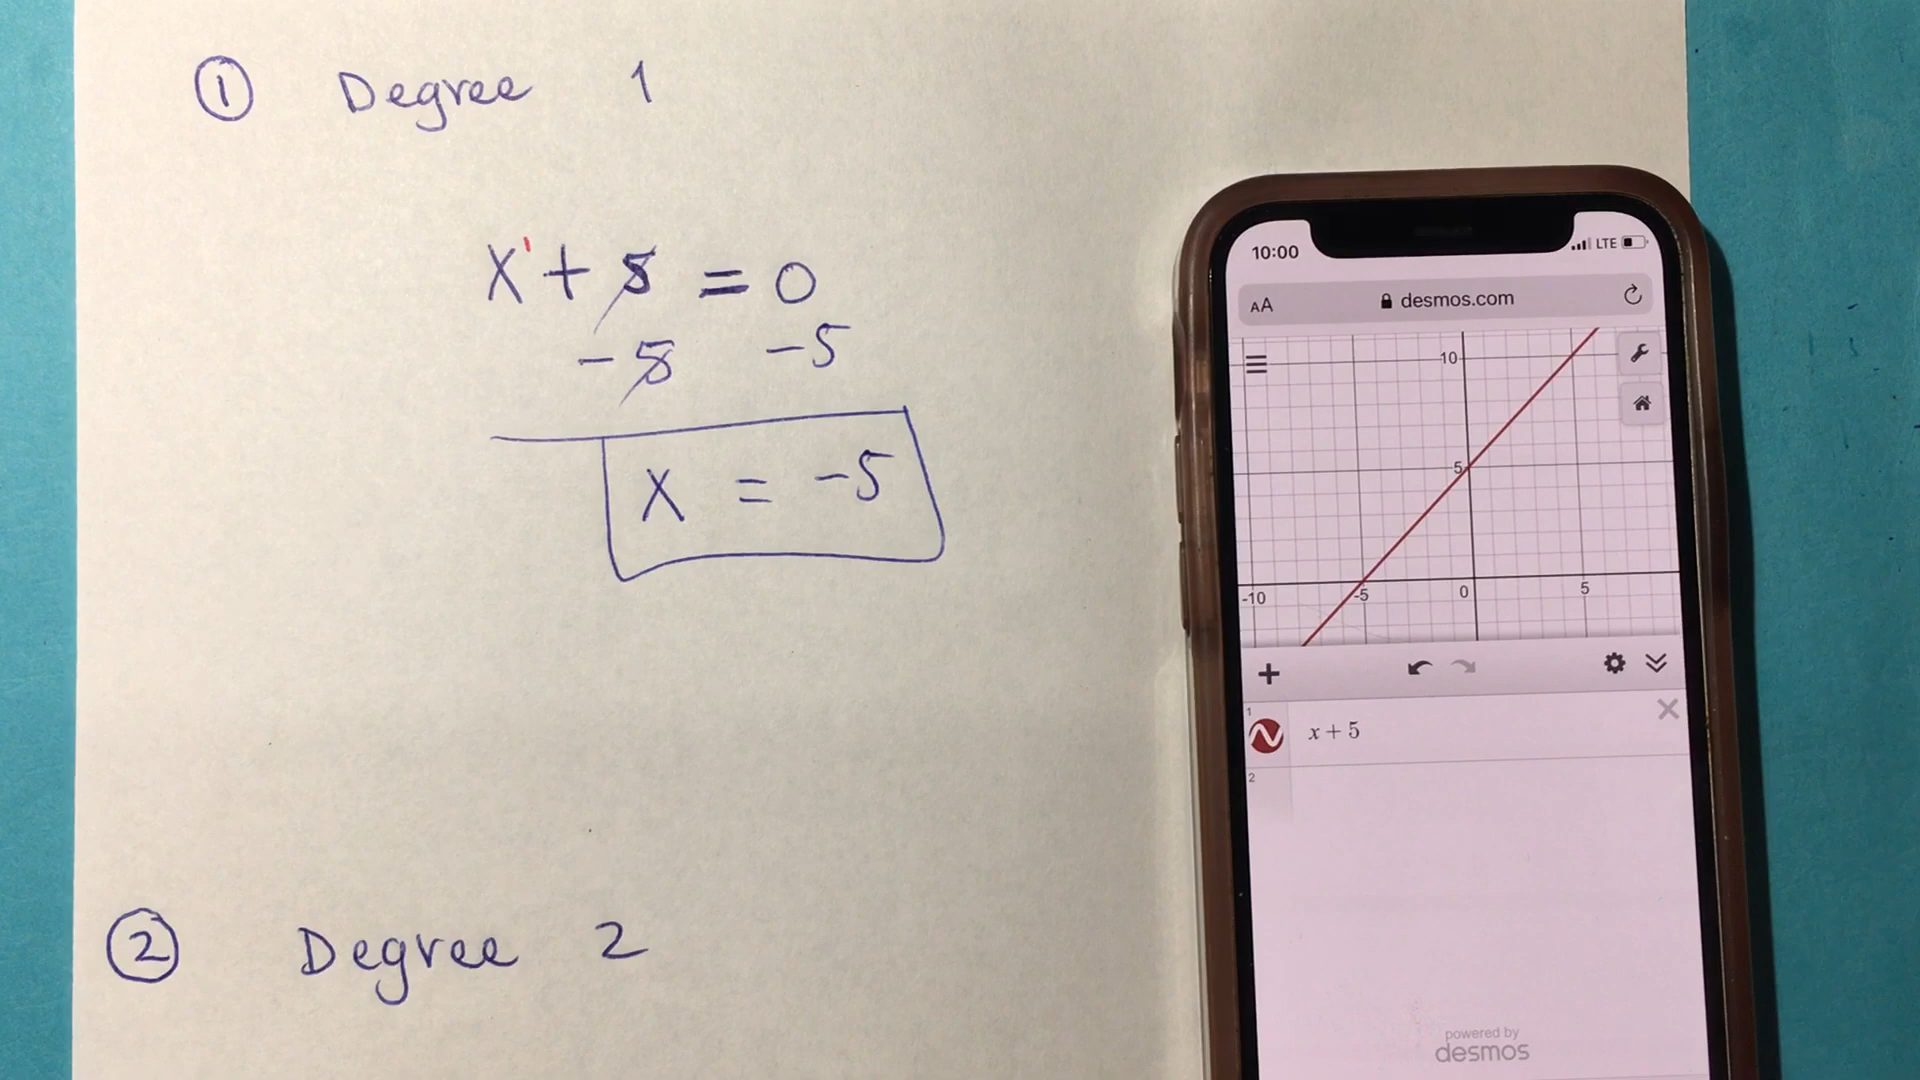 ① Degree 1
X¹ + 5 = 0
-5 -5
X = -5
② Degree 2
10:00 LTE
AA desmos.com
10
5
-10 -5 0 5
1
x + 5
2
powered by
desmos